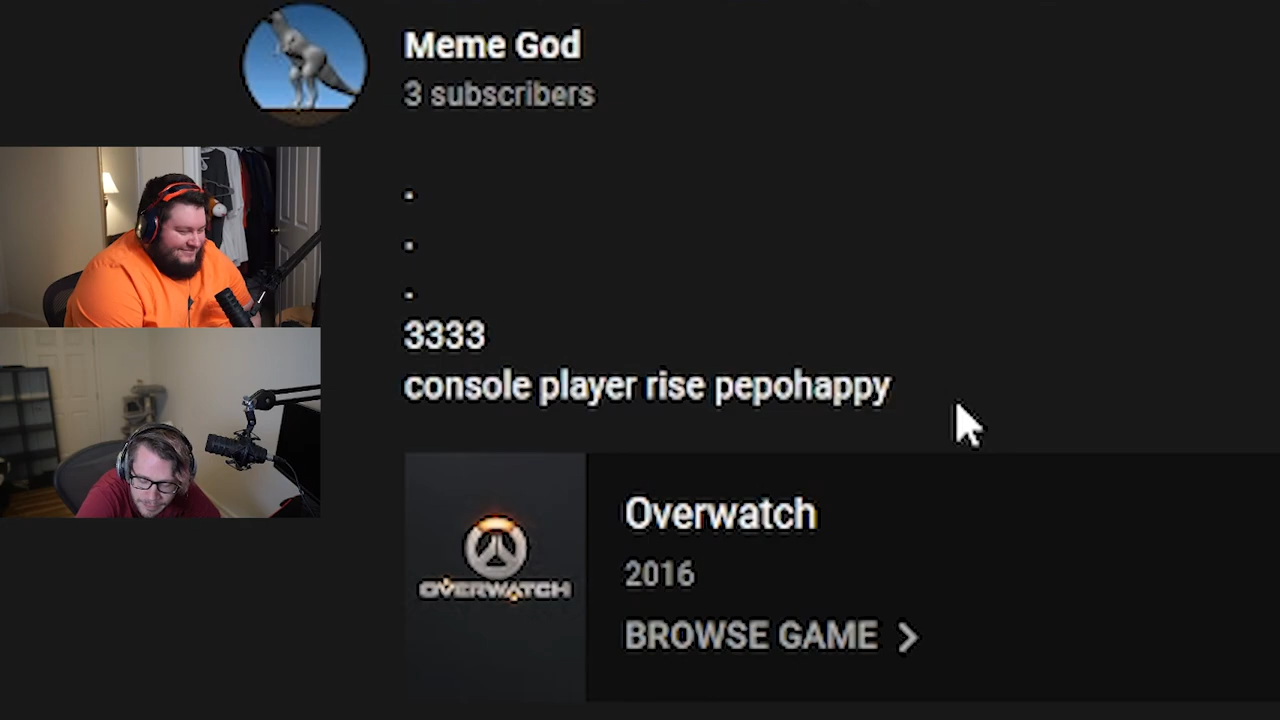 Meme God
3 subscribers
.
.
.
3333
console player rise pepohappy
Overwatch
2016
BROWSE GAME
OVERWATCH